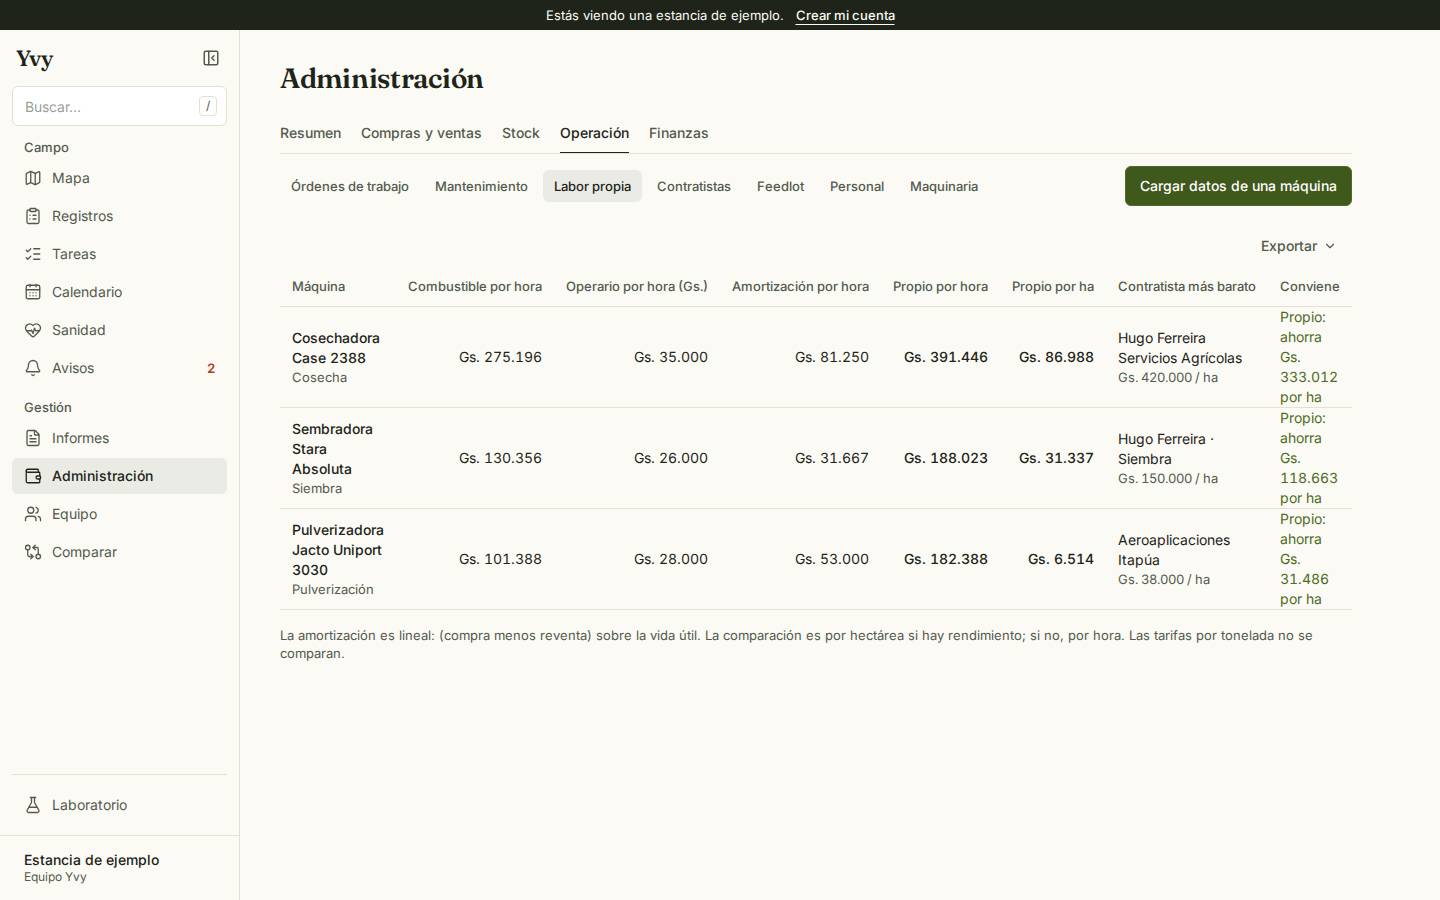 Estás viendo una estancia de ejemplo. Crear mi cuenta
Yvy
Buscar... /
Campo
Mapa
Registros
Tareas
Calendario
Sanidad
Avisos 2
Gestión
Informes
Administración
Equipo
Comparar
Laboratorio
Estancia de ejemplo
Equipo Yvy
Administración
Resumen Compras y ventas Stock Operación Finanzas
Órdenes de trabajo Mantenimiento Labor propia Contratistas Feedlot Personal Maquinaria Cargar datos de una máquina
Exportar
Máquina Combustible por hora Operario por hora (Gs.) Amortización por hora Propio por hora Propio por ha Contratista más barato Conviene
Cosechadora
Case 2388
Cosecha
Gs. 275.196 Gs. 35.000 Gs. 81.250 Gs. 391.446 Gs. 86.988
Hugo Ferreira
Servicios Agrícolas
Gs. 420.000 / ha
Propio:
ahorra
Gs.
333.012
por ha
Sembradora
Stara
Absoluta
Siembra
Gs. 130.356 Gs. 26.000 Gs. 31.667 Gs. 188.023 Gs. 31.337
Hugo Ferreira ·
Siembra
Gs. 150.000 / ha
Propio:
ahorra
Gs.
118.663
por ha
Pulverizadora
Jacto Uniport
3030
Pulverización
Gs. 101.388 Gs. 28.000 Gs. 53.000 Gs. 182.388 Gs. 6.514
Aeroaplicaciones
Itapúa
Gs. 38.000 / ha
Propio:
ahorra
Gs.
31.486
por ha
La amortización es lineal: (compra menos reventa) sobre la vida útil. La comparación es por hectárea si hay rendimiento; si no, por hora. Las tarifas por tonelada no se
comparan.